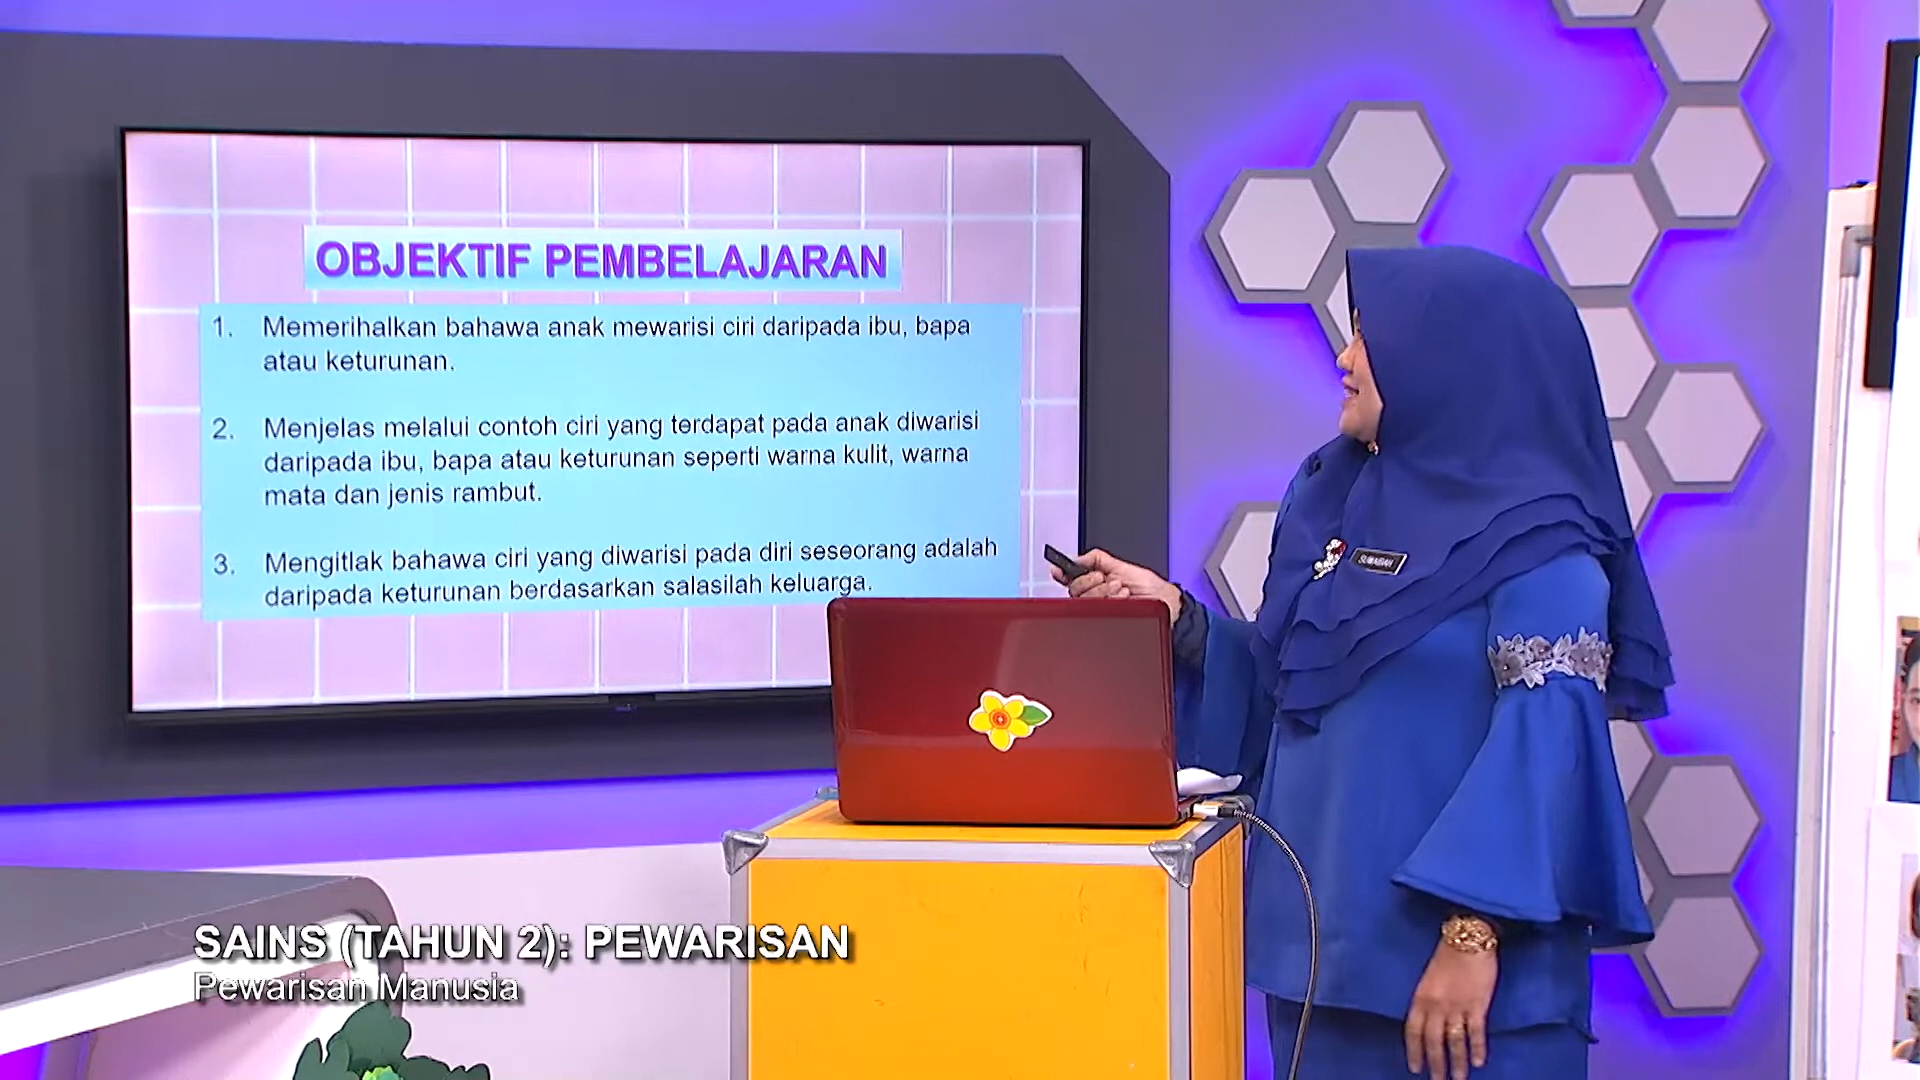 OBJEKTIF PEMBELAJARAN
1. Memerihalkan bahawa anak mewarisi ciri daripada ibu, bapa
atau keturunan.
2. Menjelas melalui contoh ciri yang terdapat pada anak diwarisi
daripada ibu, bapa atau keturunan seperti warna kulit, warna
mata dan jenis rambut.
3. Mengitlak bahawa ciri yang diwarisi pada diri seseorang adalah
daripada keturunan berdasarkan salasilah keluarga.
SAINS (TAHUN 2): PEWARISAN
Pewarisan Manusia